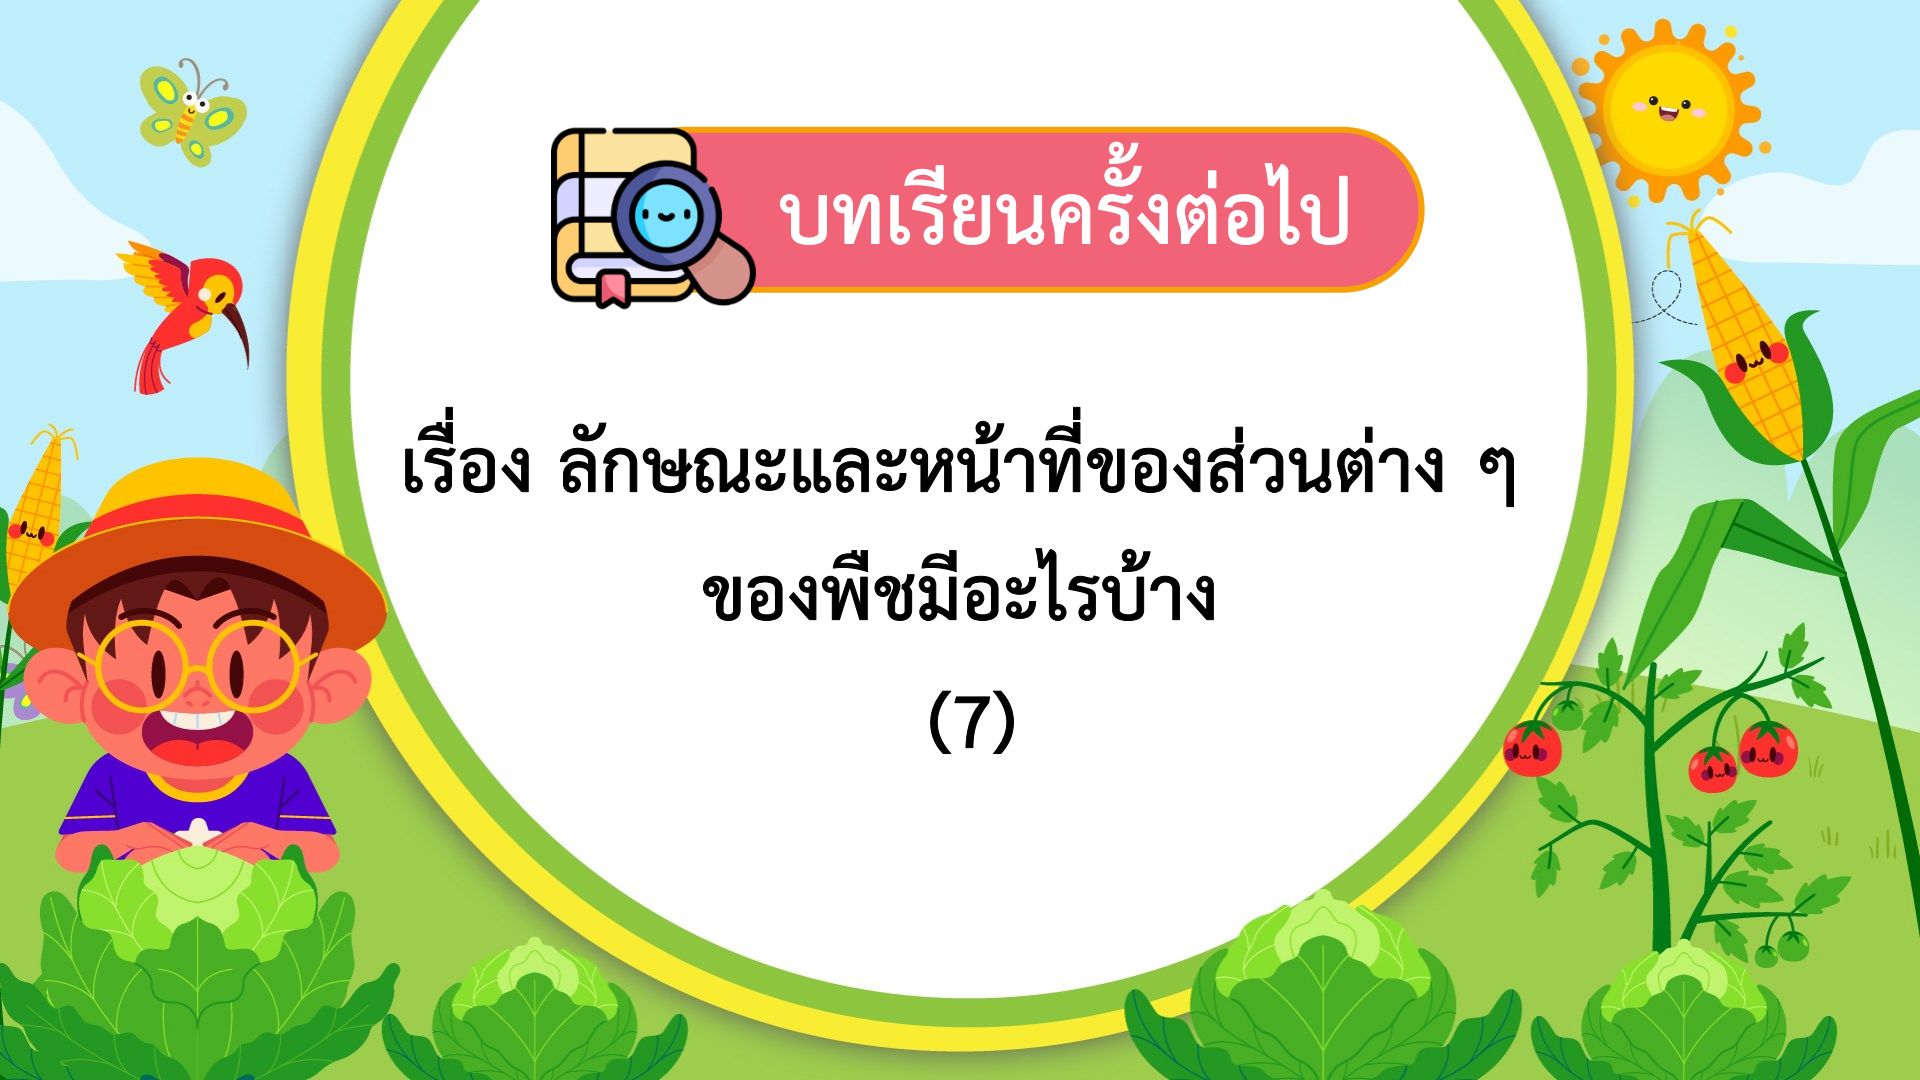 บทเรียนครั้งต่อไป
เรื่อง ลักษณะและหน้าที่ของส่วนต่าง ๆ
ของพืชมีอะไรบ้าง
(7)